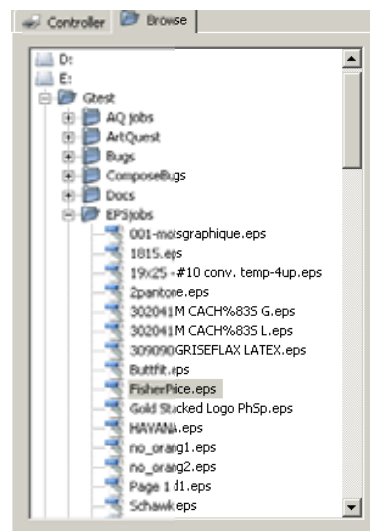 Controller Browse
D:
E:
Gtest
AQ jobs
ArtQuest
Bugs
ComposeBugs
Docs
EPSjobs
001-moisgraphique.eps
1815.eps
19x25 - #10 conv. temp-4up.eps
2pantone.eps
302041M CACH%83S G.eps
302041M CACH%83S L.eps
309090GRISEFLAX LATEX.eps
Buttfit.eps
FisherPice.eps
Gold Stacked Logo PhSp.eps
HAVANA.eps
no_orang1.eps
no_orang2.eps
Page 1 d1.eps
Schawk.eps